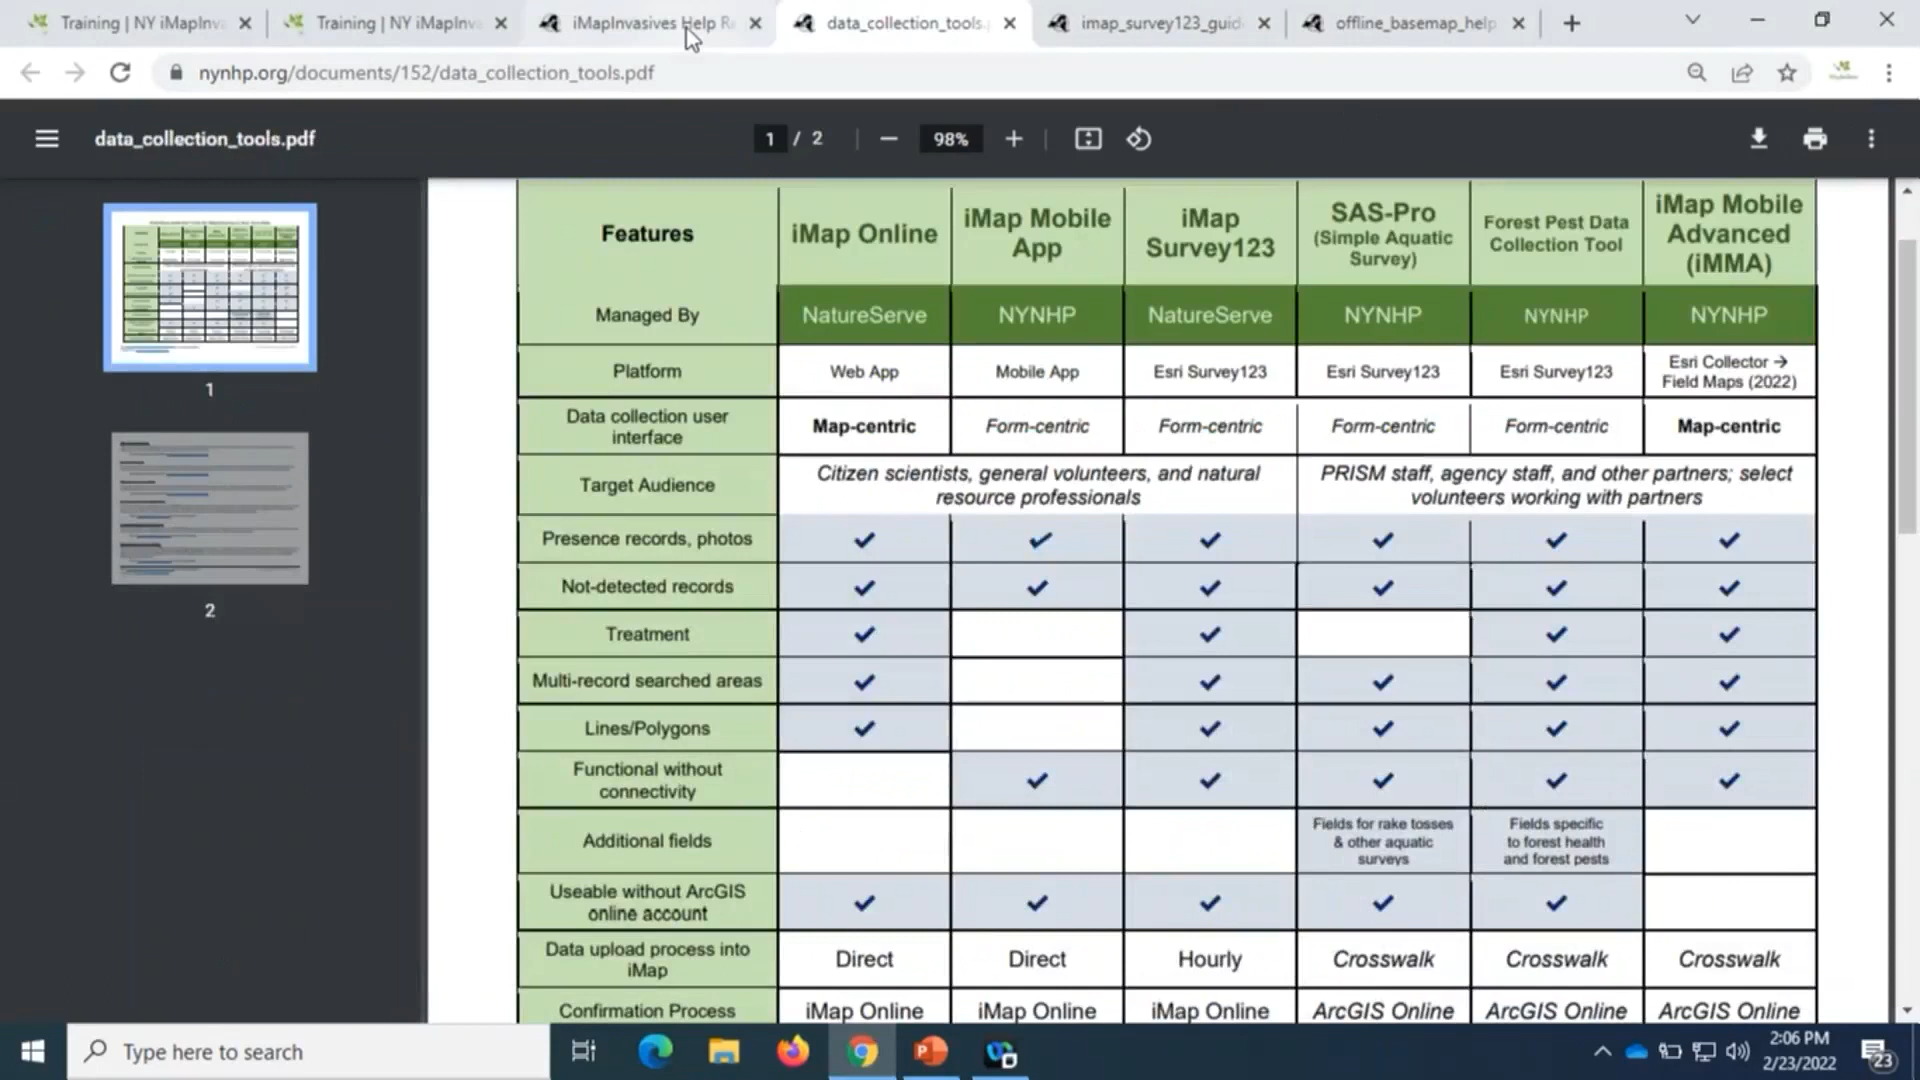 Training | NY iMapInva
Training | NY iMapInva
iMapInvasives Help R
data_collection_tools.
imap_survey123_guid
offline_basemap_help
nynhp.org/documents/152/data_collection_tools.pdf
data_collection_tools.pdf
1 / 2
98%
1
2
Features
iMap Online
iMap Mobile
App
iMap
Survey123
SAS-Pro
(Simple Aquatic
Survey)
Forest Pest Data
Collection Tool
iMap Mobile
Advanced
(iMMA)
Managed By
NatureServe
NYNHP
NatureServe
NYNHP
NYNHP
NYNHP
Platform
Web App
Mobile App
Esri Survey123
Esri Survey123
Esri Survey123
Esri Collector →
Field Maps (2022)
Data collection user
interface
Map-centric
Form-centric
Form-centric
Form-centric
Form-centric
Map-centric
Target Audience
Citizen scientists, general volunteers, and natural
resource professionals
PRISM staff, agency staff, and other partners; select
volunteers working with partners
Presence records, photos
✔ ✔ ✔ ✔ ✔ ✔
Not-detected records
✔ ✔ ✔ ✔ ✔ ✔
Treatment
✔ ✔ ✔ ✔
Multi-record searched areas
✔ ✔ ✔ ✔ ✔
Lines/Polygons
✔ ✔ ✔ ✔ ✔
Functional without
connectivity
✔ ✔ ✔ ✔ ✔
Additional fields
Fields for rake tosses
& other aquatic
surveys
Fields specific
to forest health
and forest pests
Useable without ArcGIS
online account
✔ ✔ ✔ ✔ ✔
Data upload process into
iMap
Direct
Direct
Hourly
Crosswalk
Crosswalk
Crosswalk
Confirmation Process
iMap Online
iMap Online
iMap Online
ArcGIS Online
ArcGIS Online
ArcGIS Online
Type here to search
2:06 PM
2/23/2022
23